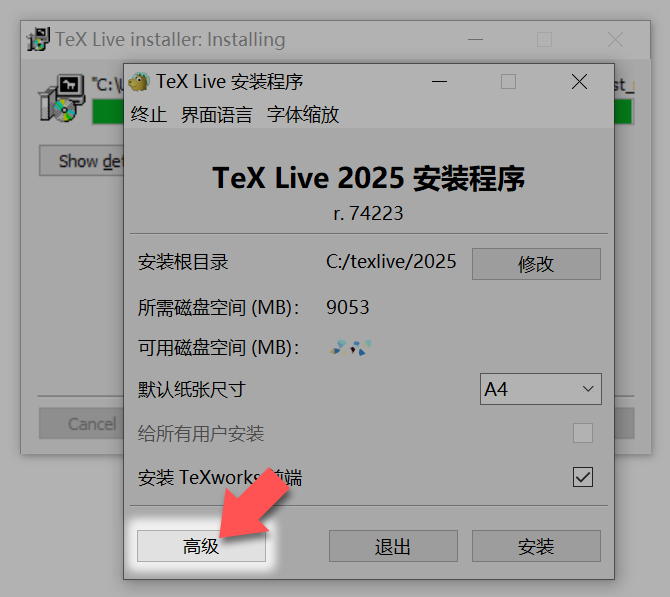 TeX Live installer: Installing
"C:\
TeX Live 安装程序
终止 界面语言 字体缩放
Show
TeX Live 2025 安装程序
r. 74223
安装根目录 C:/texlive/2025 修改
所需磁盘空间 (MB)： 9053
可用磁盘空间 (MB)：
默认纸张尺寸 A4
Cancel
给所有用户安装
安装 TeXworks 前端
高级 退出 安装